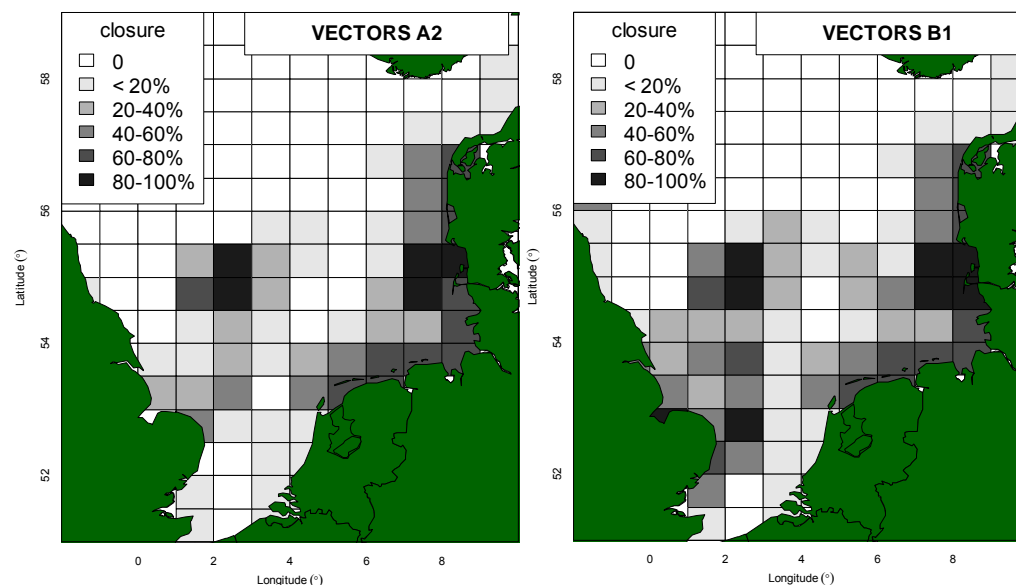 closure
0
< 20%
20-40%
40-60%
60-80%
80-100%
VECTORS A2
58
56
54
52
Latitude (°)
0 2 4 6 8
Longitude (°)
closure
0
< 20%
20-40%
40-60%
60-80%
80-100%
VECTORS B1
58
56
54
52
Latitude (°)
0 2 4 6 8
Longitude (°)